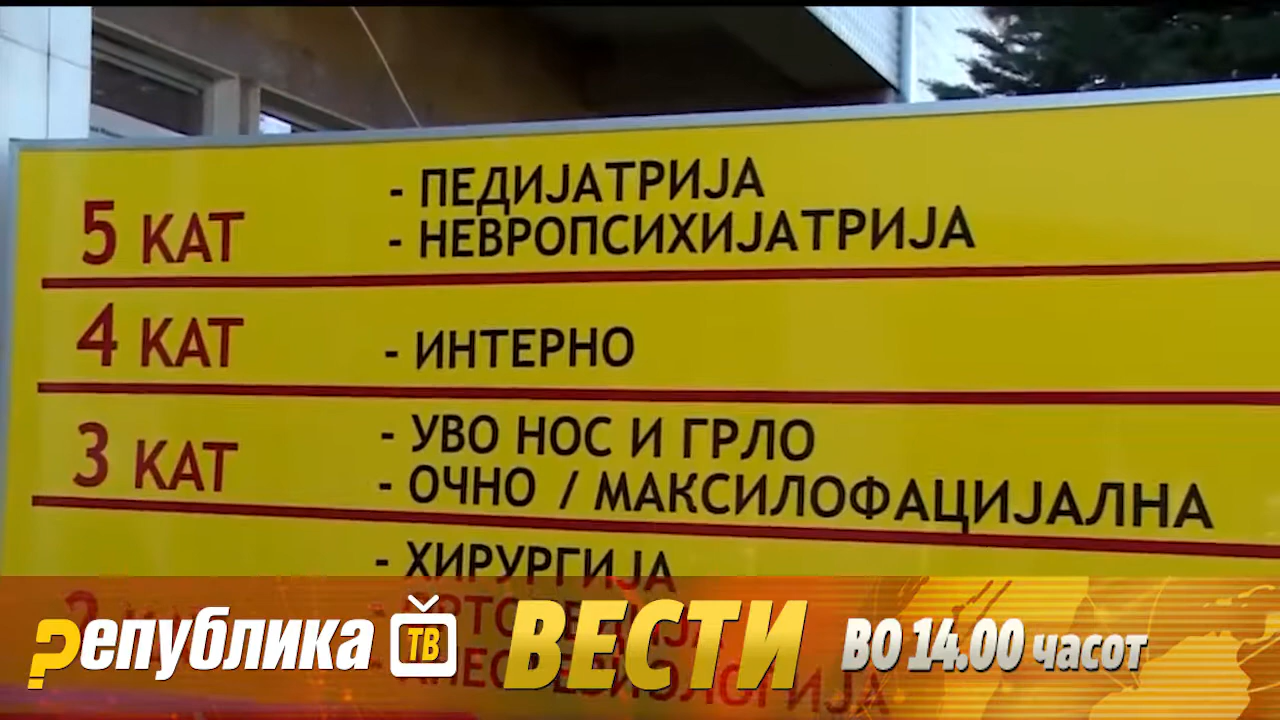 5 КАТ
- ПЕДИЈАТРИЈА
- НЕВРОПСИХИЈАТРИЈА
4 КАТ
- ИНТЕРНО
3 КАТ
- УВО НОС И ГРЛО
- ОЧНО / МАКСИЛОФАЦИЈАЛНА
- ХИРУРГИЈА
Република ТВ ВЕСТИ ВО 14.00 часот